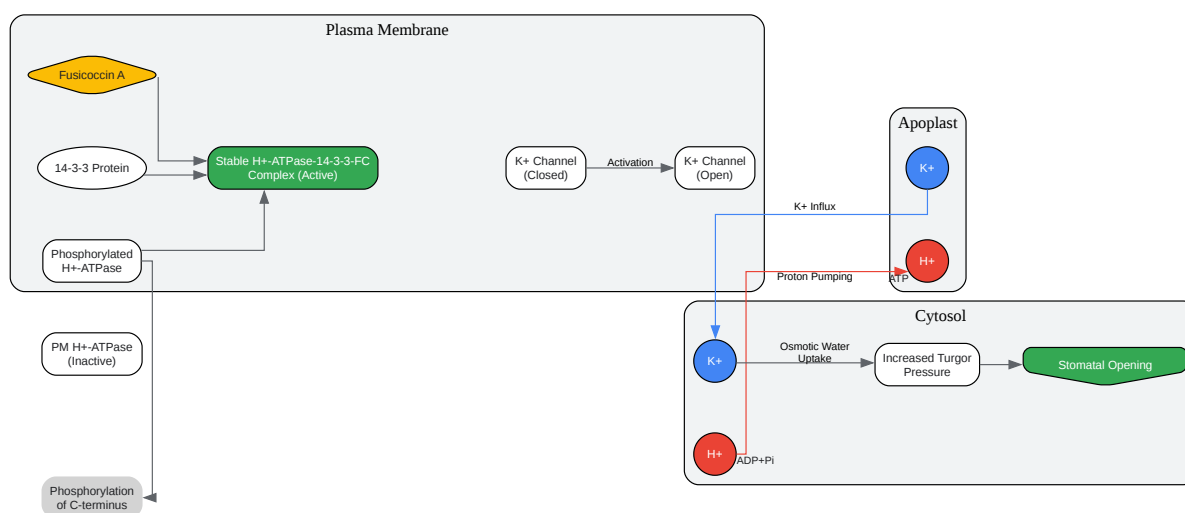 Plasma Membrane
Fusicoccin A
14-3-3 Protein
Stable H+-ATPase-14-3-3-FC
Complex (Active)
K+ Channel
(Closed)
Activation
K+ Channel
(Open)
Phosphorylated
H+-ATPase
Apoplast
K+
K+ Influx
H+
Proton Pumping
ATP
PM H+-ATPase
(Inactive)
Cytosol
K+
Osmotic Water
Uptake
Increased Turgor
Pressure
Stomatal Opening
H+
ADP+Pi
Phosphorylation
of C-terminus